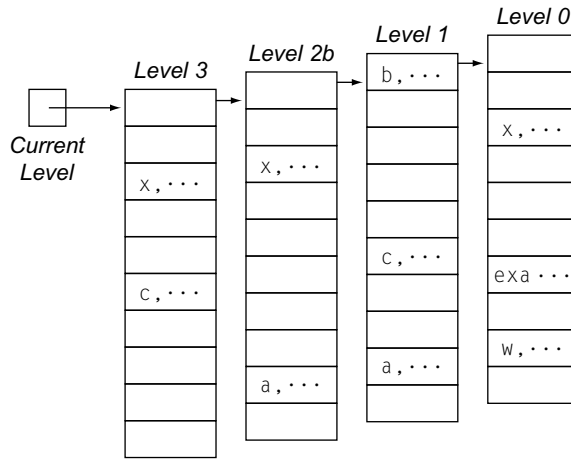 Level 0
Level 1
Level 2b
Level 3
Current
Level
b,···
x,···
x,···
x,···
c,···
exa ···
c,···
w,···
a,···
a,···